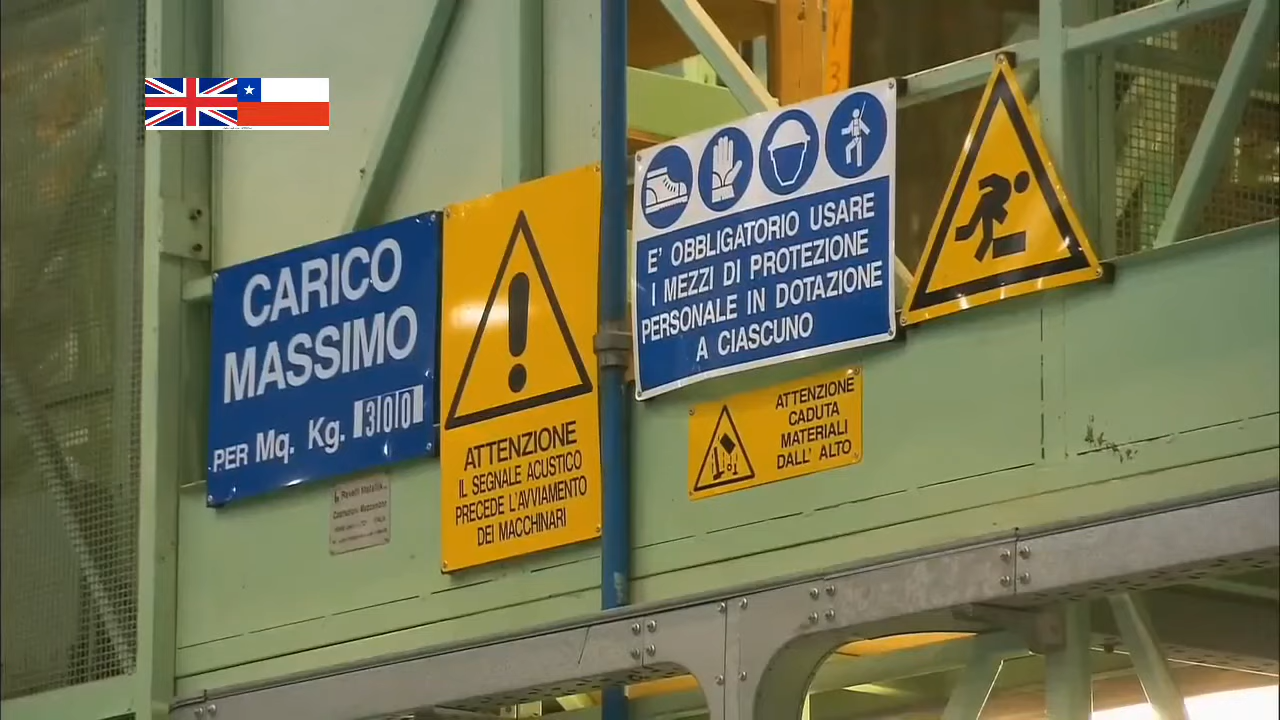 CARICO
MASSIMO
PER Mq. Kg. 300
ATTENZIONE
IL SEGNALE ACUSTICO
PRECEDE L'AVVIAMENTO
DEI MACCHINARI
E' OBBLIGATORIO USARE
I MEZZI DI PROTEZIONE
PERSONALE IN DOTAZIONE
A CIASCUNO
ATTENZIONE
CADUTA
MATERIALI
DALL' ALTO